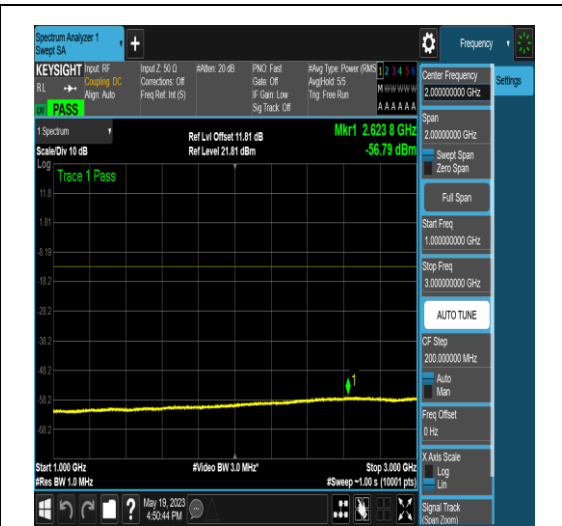 Spectrum Analyzer 1
Swept SA
+
Frequency
KEYSIGHT
RL
PASS
Input: RF
Coupling: DC
Align: Auto
Input Z: 50 Ω
Corrections: Off
Freq Ref: Int (S)
#Atten: 20 dB
PNO: Fast
Gate: Off
IF Gain: Low
Sig Track: Off
#Avg Type: Power (RMS
Avg|Hold: 5/5
Trig: Free Run
1 2 3 4 5 6
M W W W W W
A A A A A A
1 Spectrum
Scale/Div 10 dB
Ref Lvl Offset 11.81 dB
Ref Level 21.81 dBm
Mkr1 2.623 8 GHz
-56.79 dBm
Log
Trace 1 Pass
11.8
1.81
-8.19
-18.2
-28.2
-38.2
-48.2
-58.2
-68.2
1
Start 1.000 GHz
#Res BW 1.0 MHz
#Video BW 3.0 MHz*
Stop 3.000 GHz
#Sweep ~1.00 s (10001 pts)
May 19, 2023
4:50:44 PM
?
Center Frequency
2.000000000 GHz
Settings
Span
2.00000000 GHz
Swept Span
Zero Span
Full Span
Start Freq
1.000000000 GHz
Stop Freq
3.000000000 GHz
AUTO TUNE
CF Step
200.000000 MHz
Auto
Man
Freq Offset
0 Hz
X Axis Scale
Log
Lin
Signal Track
(Span Zoom)